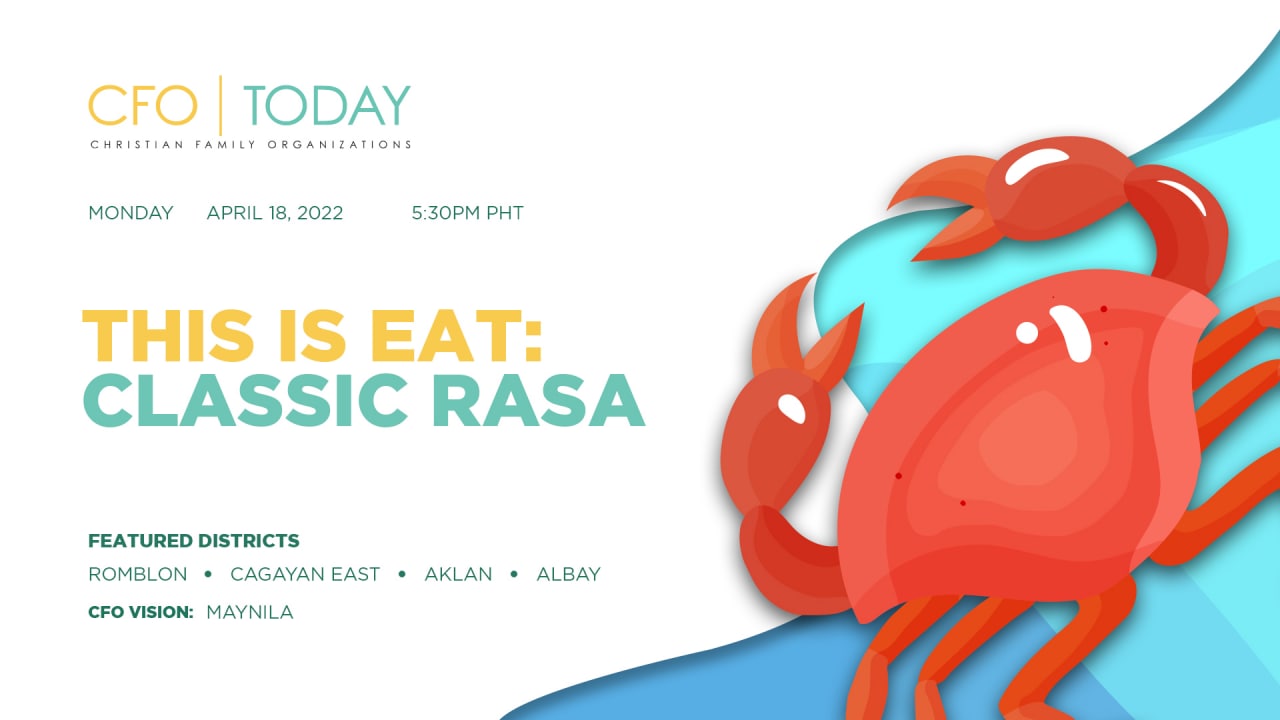 CFO | TODAY
CHRISTIAN FAMILY ORGANIZATIONS
MONDAY APRIL 18, 2022 5:30PM PHT
THIS IS EAT:
CLASSIC RASA
FEATURED DISTRICTS
ROMBLON • CAGAYAN EAST • AKLAN • ALBAY
CFO VISION: MAYNILA